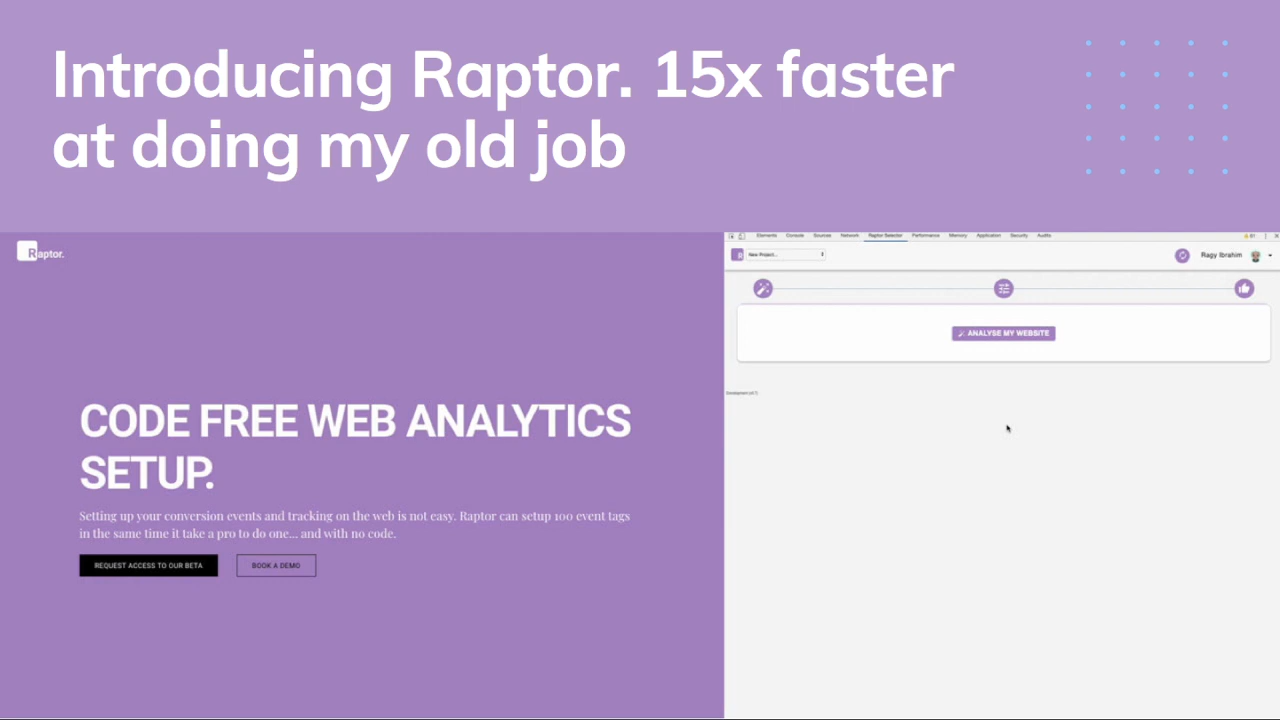 Introducing Raptor. 15x faster
at doing my old job
Raptor.
CODE FREE WEB ANALYTICS
SETUP.
Setting up your conversion events and tracking on the web is not easy. Raptor can setup 100 event tags
in the same time it take a pro to do one... and with no code.
REQUEST ACCESS TO OUR BETA
BOOK A DEMO
Elements Console Sources Network Raptor Selector Performance Memory Application Security Audits
R New Project... Ragy Ibrahim
ANALYSE MY WEBSITE